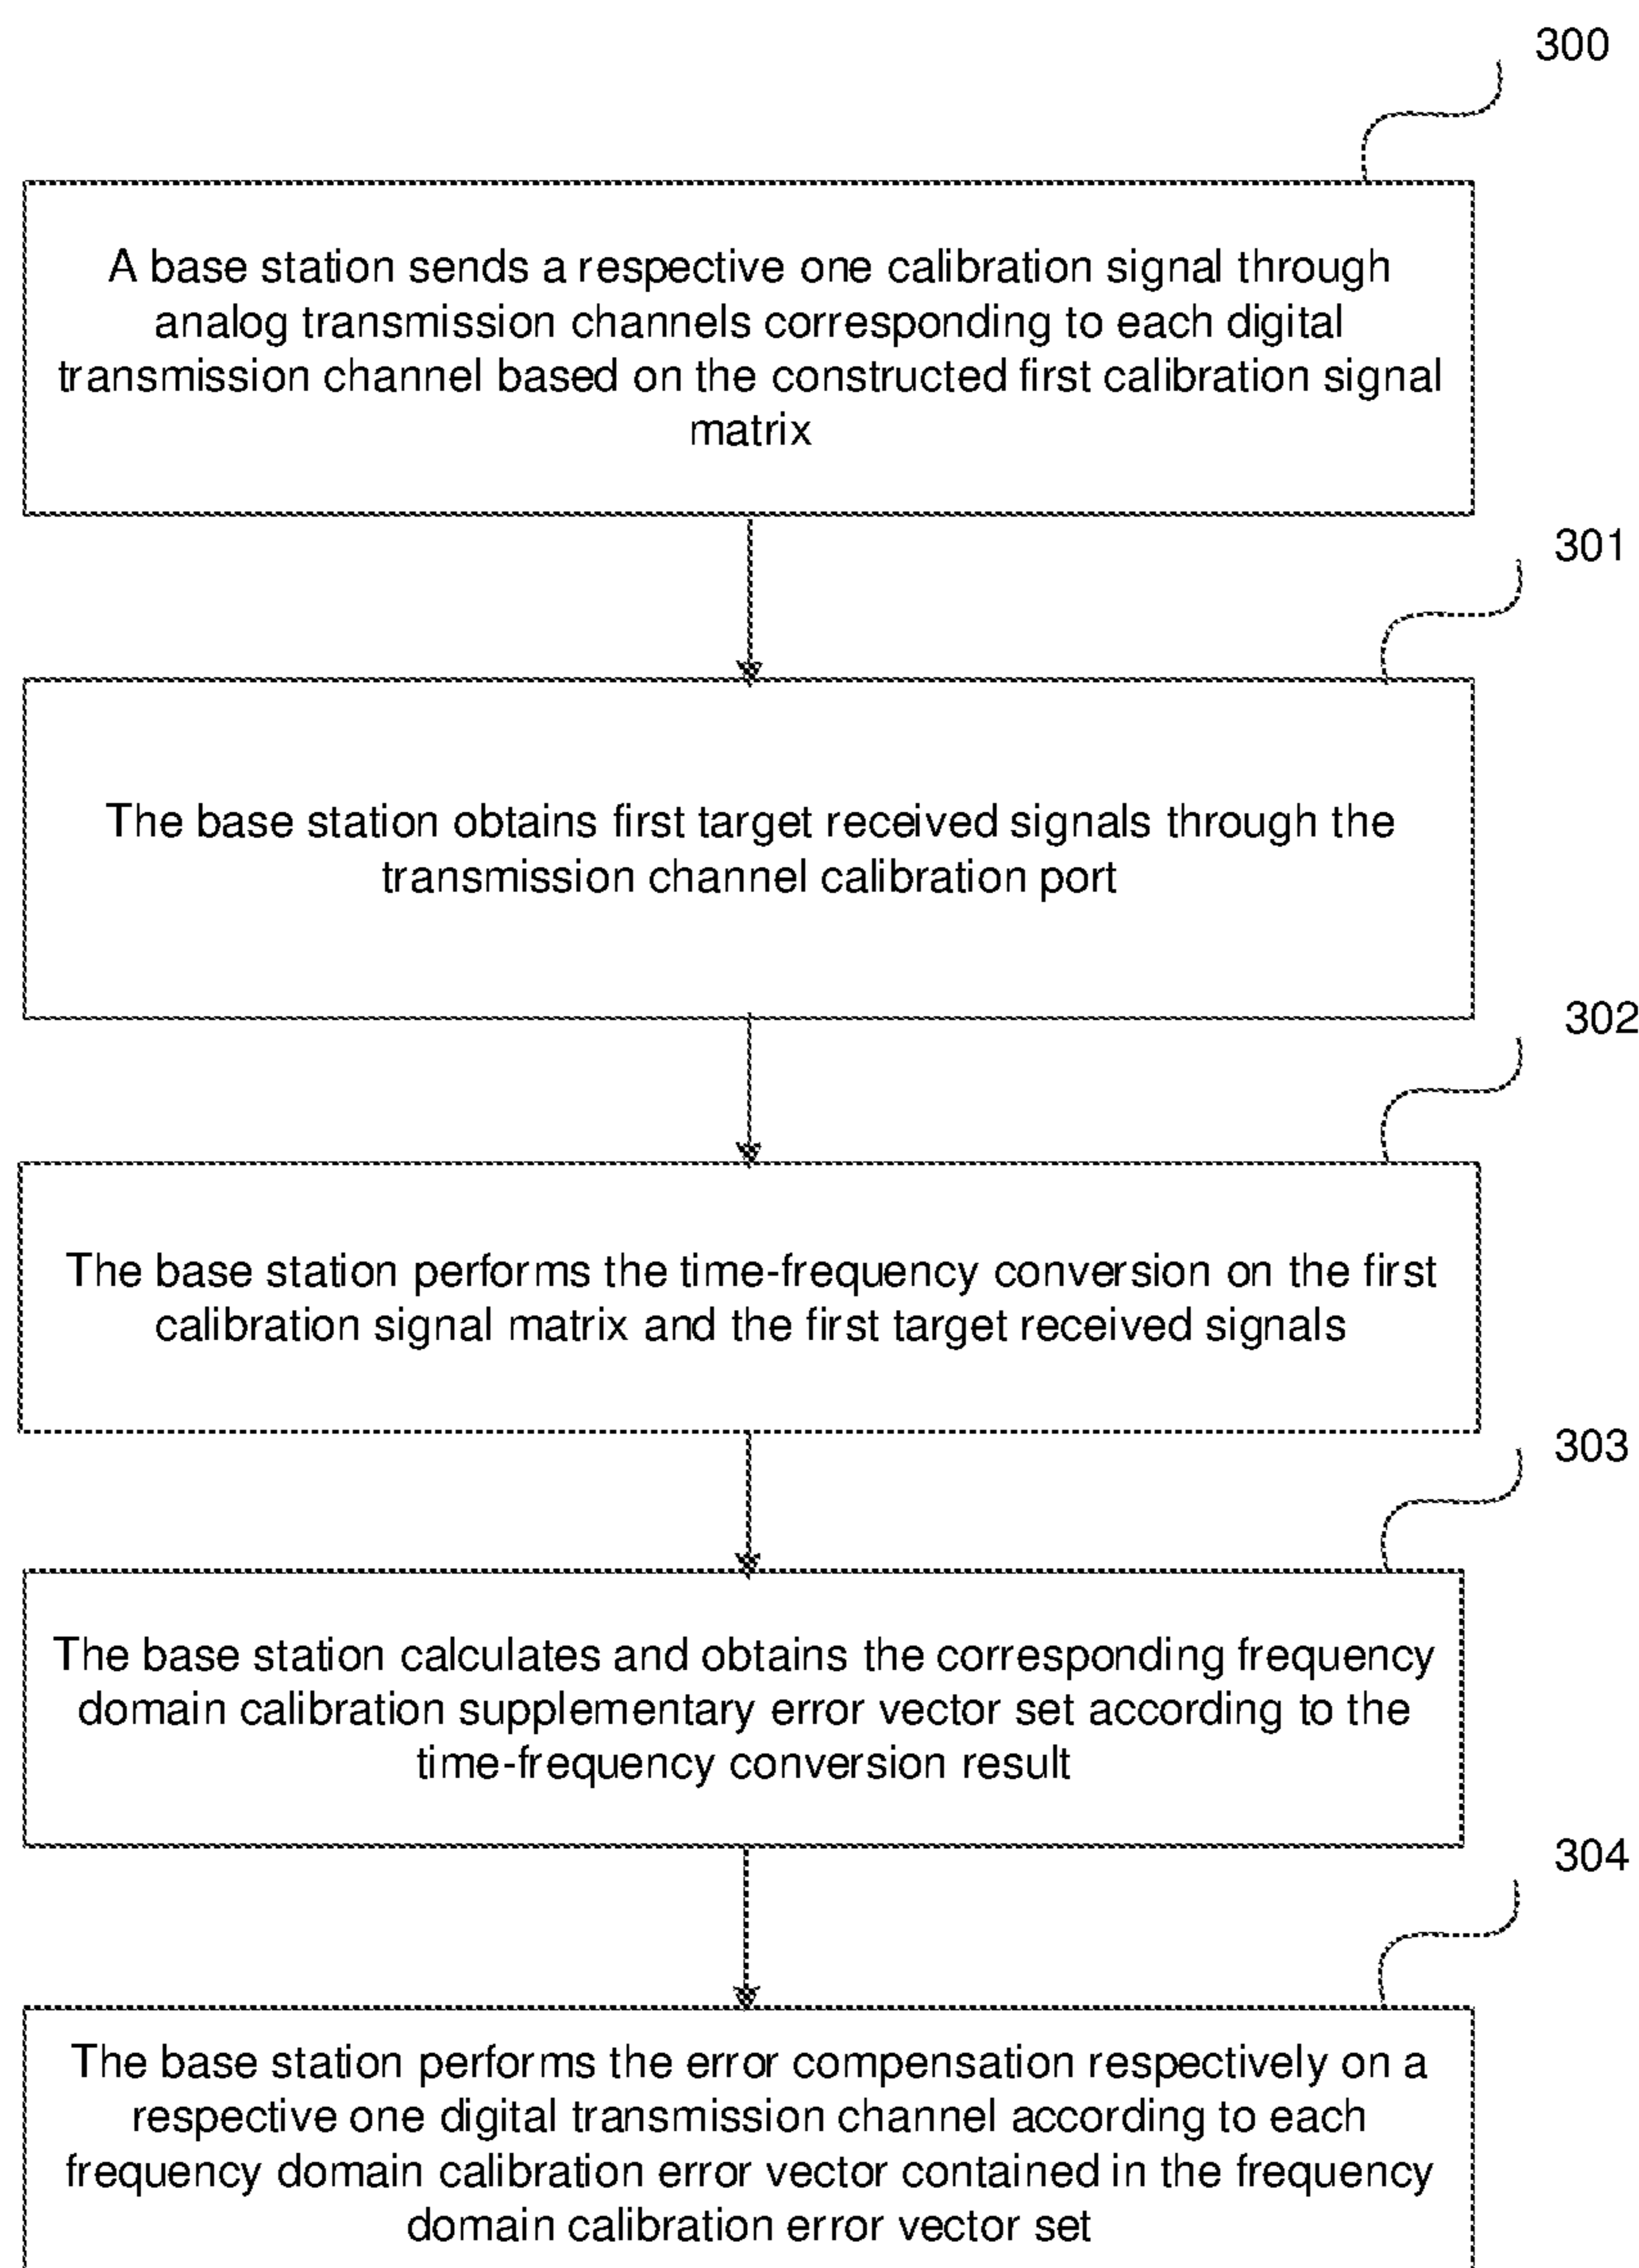 300
A base station sends a respective one calibration signal through
analog transmission channels corresponding to each digital
transmission channel based on the constructed first calibration signal
matrix
301
The base station obtains first target received signals through the
transmission channel calibration port
302
The base station performs the time-frequency conversion on the first
calibration signal matrix and the first target received signals
303
The base station calculates and obtains the corresponding frequency
domain calibration supplementary error vector set according to the
time-frequency conversion result
304
The base station performs the error compensation respectively on a
respective one digital transmission channel according to each
frequency domain calibration error vector contained in the frequency
domain calibration error vector set